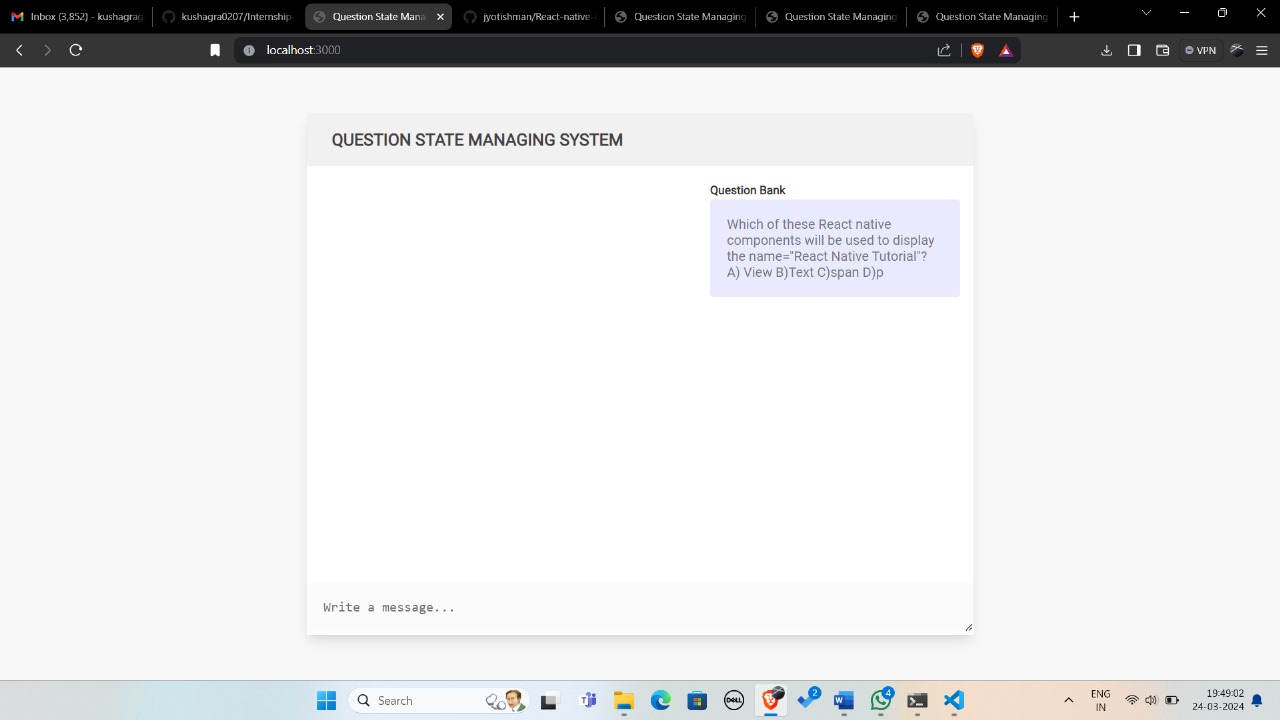 Inbox (3,852) - kushagrag
kushagra0207/Internship
Question State Mana
jyotishman/React-native-
Question State Managing
Question State Managing
Question State Managing
localhost:3000
VPN
QUESTION STATE MANAGING SYSTEM
Question Bank
Which of these React native
components will be used to display
the name="React Native Tutorial"?
A) View B)Text C)span D)p
Write a message...
Search
DELL
2
4
ENG
IN
19:49:02
24-03-2024